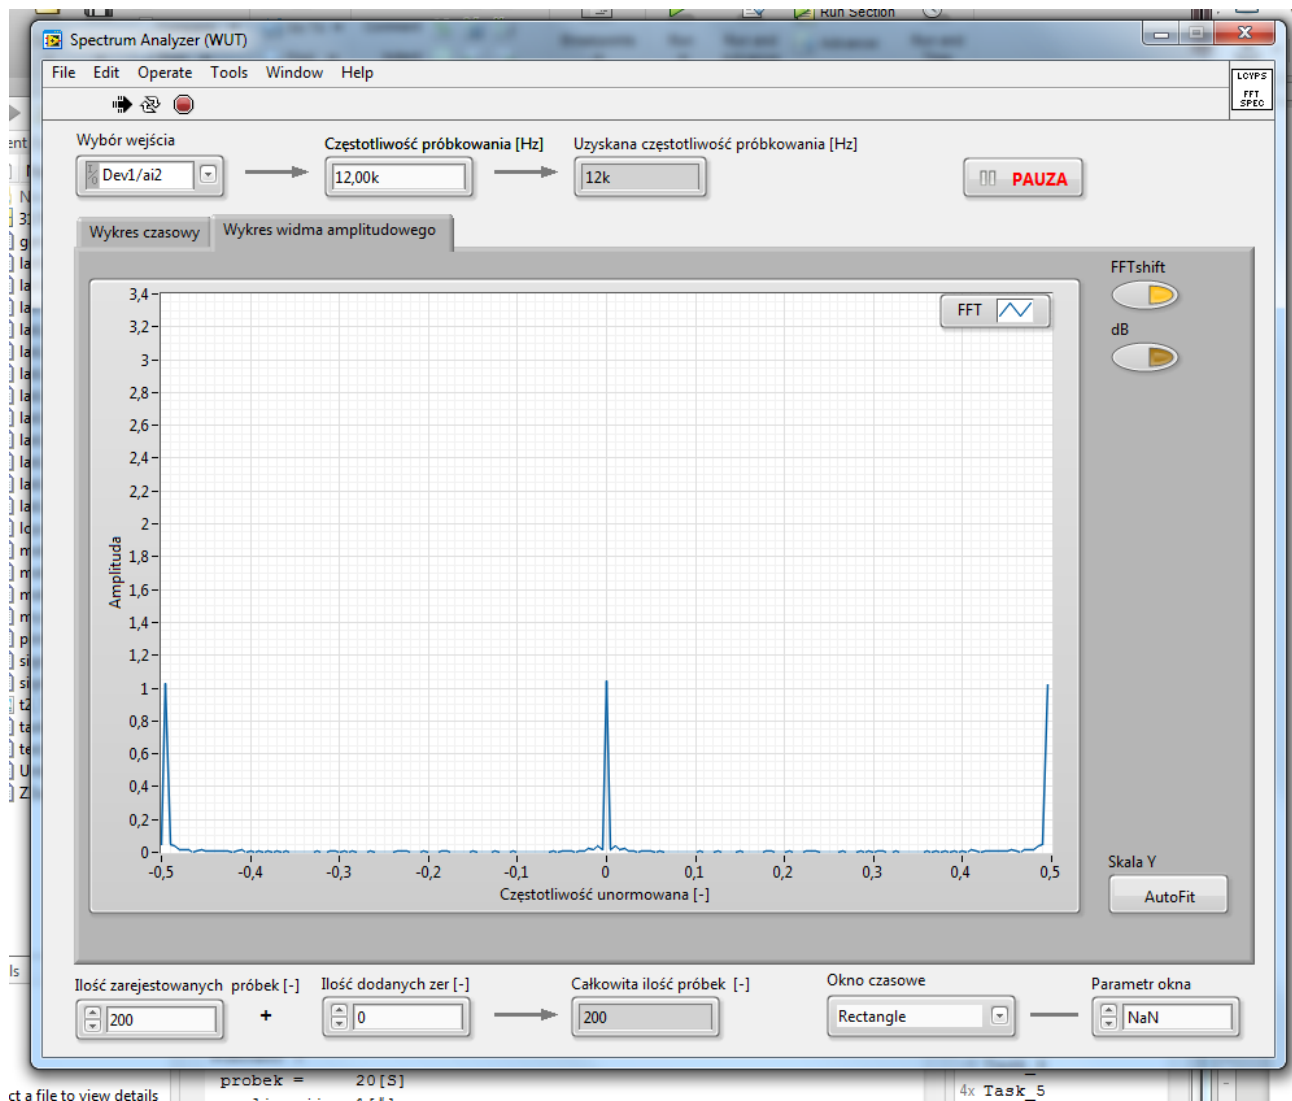 Run Section
Spectrum Analyzer (WUT)
File Edit Operate Tools Window Help
LCYPS
FFT
SPEC
Wybór wejścia
Częstotliwość próbkowania [Hz]
Uzyskana częstotliwość próbkowania [Hz]
Dev1/ai2
12,00k
12k
PAUZA
Wykres czasowy
Wykres widma amplitudowego
FFTshift
dB
FFT
3,4
3,2
3
2,8
2,6
2,4
2,2
2
1,8
1,6
1,4
1,2
1
0,8
0,6
0,4
0,2
0
Amplituda
-0,5 -0,4 -0,3 -0,2 -0,1 0 0,1 0,2 0,3 0,4 0,5
Częstotliwość unormowana [-]
Skala Y
AutoFit
Ilość zarejestowanych próbek [-]
Ilość dodanych zer [-]
Całkowita ilość próbek [-]
Okno czasowe
Parametr okna
200
+
0
200
Rectangle
NaN
probek = 20[S]
4x Task_5
ct a file to view details